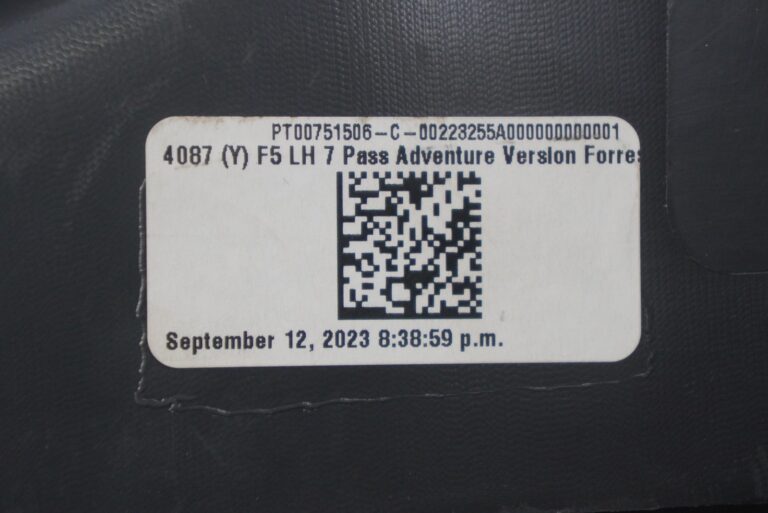 PT00751506-C-00223255A000000000001
4087 (Y) F5 LH 7 Pass Adventure Version Forres
September 12, 2023 8:38:59 p.m.